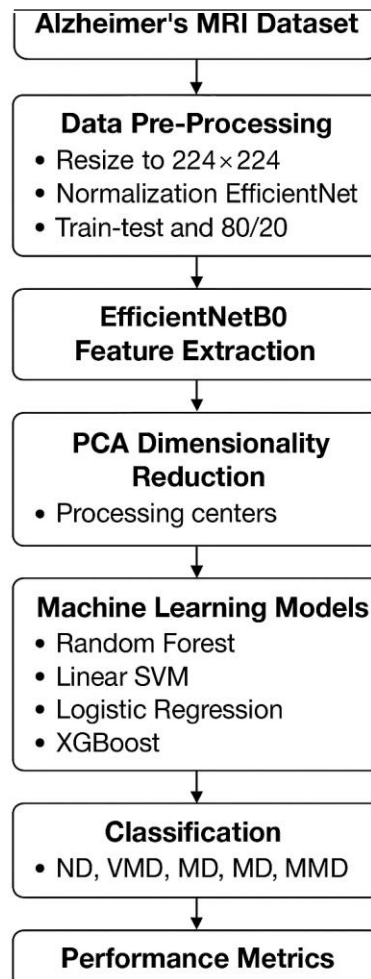 Alzheimer's MRI Dataset
Data Pre-Processing
• Resize to 224×224
• Normalization EfficientNet
• Train-test and 80/20
EfficientNetB0
Feature Extraction
PCA Dimensionality
Reduction
• Processing centers
Machine Learning Models
• Random Forest
• Linear SVM
• Logistic Regression
• XGBoost
Classification
• ND, VMD, MD, MD, MMD
Performance Metrics